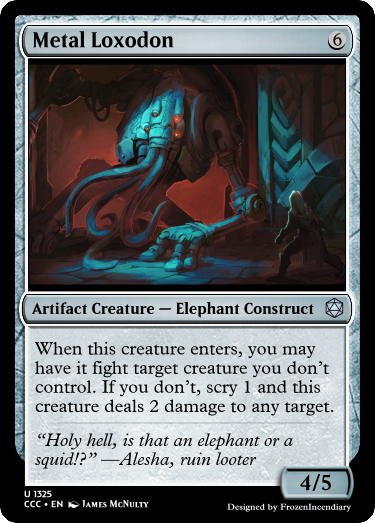 Metal Loxodon 6
Artifact Creature — Elephant Construct
When this creature enters, you may
have it fight target creature you don't
control. If you don't, scry 1 and this
creature deals 2 damage to any target.
“Holy hell, is that an elephant or a
squid!?” —Alesha, ruin looter
4/5
U 1325
CCC • EN James McNulty
Designed by FrozenIncendiary